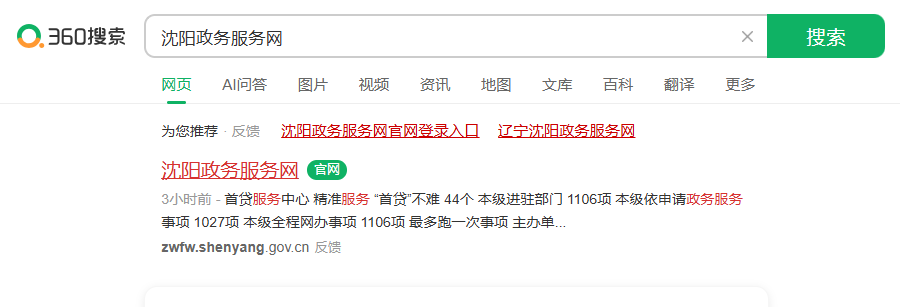 360搜索
沈阳政务服务网
搜索
网页 AI问答 图片 视频 资讯 地图 文库 百科 翻译 更多
为您推荐 · 反馈 沈阳政务服务网官网登录入口 辽宁沈阳政务服务网
沈阳政务服务网 官网
3小时前 - 首贷服务中心 精准服务 “首贷”不难 44个 本级进驻部门 1106项 本级依申请政务服务
事项 1027项 本级全程网办事项 1106项 最多跑一次事项 主办单...
zwfw.shenyang.gov.cn 反馈